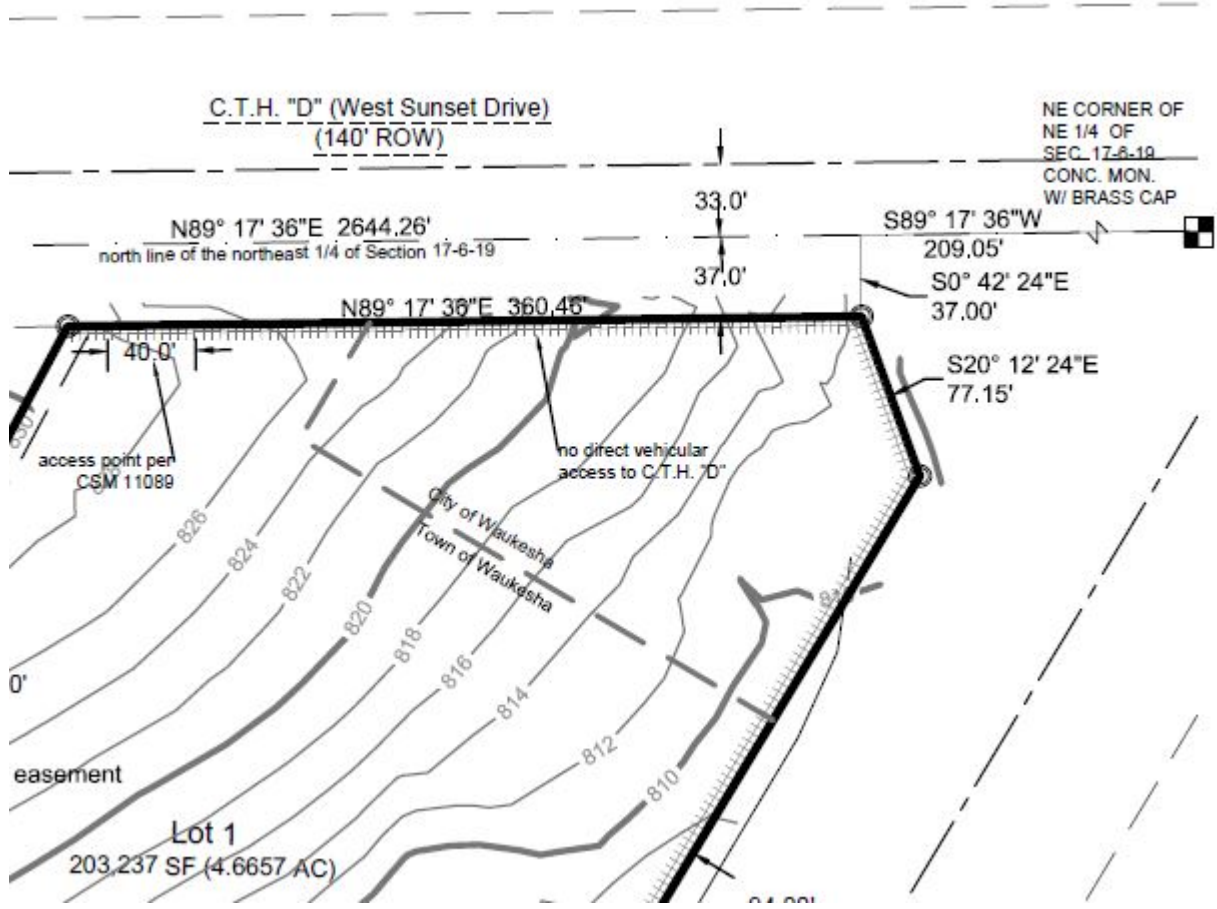 C.T.H. "D" (West Sunset Drive)
(140' ROW)
NE CORNER OF
NE 1/4 OF
SEC. 17-6-19
CONC. MON.
W/ BRASS CAP
33.0'
N89° 17' 36"E 2644.26'
north line of the northeast 1/4 of Section 17-6-19
S89° 17' 36"W
209.05'
37.0'
S0° 42' 24"E
37.00'
N89° 17' 36"E 360.46'
40.0'
S20° 12' 24"E
77.15'
access point per
CSM 11089
no direct vehicular
access to C.T.H. "D"
City of Waukesha
Town of Waukesha
830
826
824
822
820
818
816
814
812
810
0'
easement
Lot 1
203,237 SF (4.6657 AC)